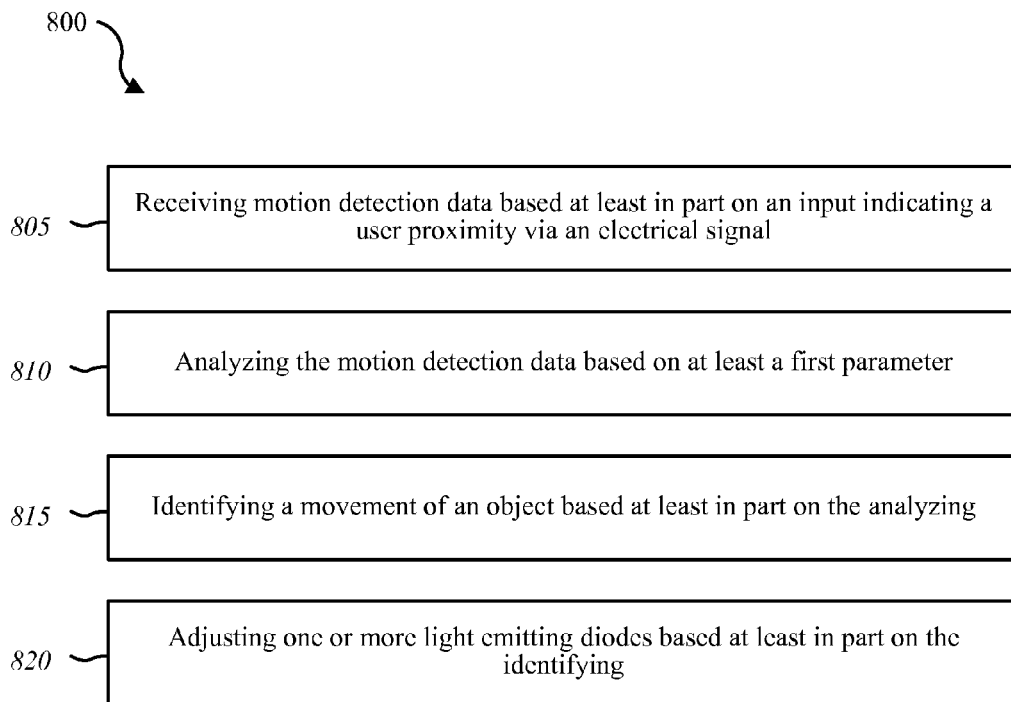 800
805
Receiving motion detection data based at least in part on an input indicating a
user proximity via an electrical signal
810
Analyzing the motion detection data based on at least a first parameter
815
Identifying a movement of an object based at least in part on the analyzing
820
Adjusting one or more light emitting diodes based at least in part on the
identifying